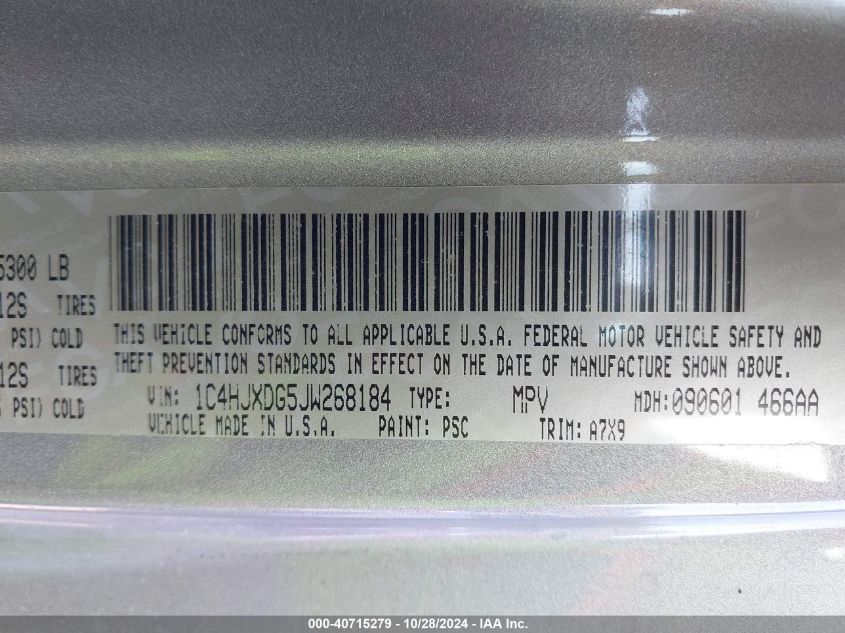 5300 LB
12S TIRES
PSI) COLD
12S TIRES
PSI) COLD
THIS VEHICLE CONFORMS TO ALL APPLICABLE U.S.A. FEDERAL MOTOR VEHICLE SAFETY AND
THEFT PREVENTION STANDARDS IN EFFECT ON THE DATE OF MANUFACTURE SHOWN ABOVE.
VIN: 1C4HJXDG5JW268184 TYPE: MPV MDH:090601 466AA
VEHICLE MADE IN U.S.A. PAINT: PSC TRIM: A7X9
000-40715279 | 10/28/2024 - IAA Inc.